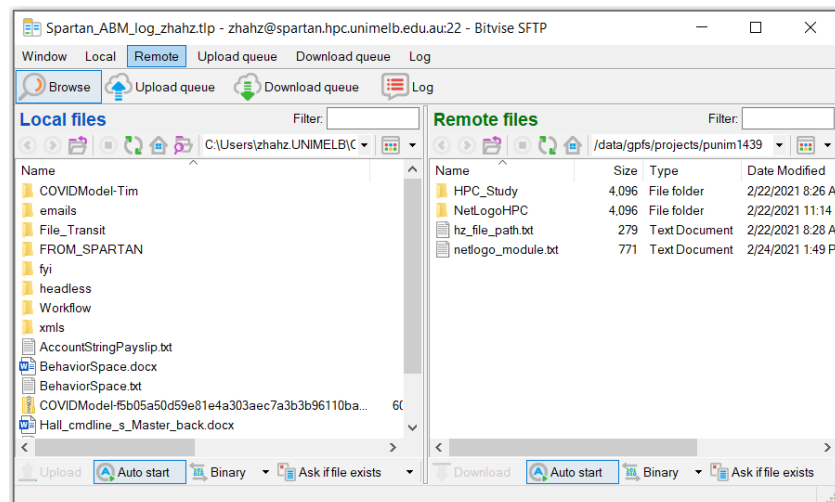 Spartan_ABM_log_zhahz.tlp - zhahz@spartan.hpc.unimelb.edu.au:22 - Bitvise SFTP
Window Local Remote Upload queue Download queue Log
Browse Upload queue Download queue Log
Local files Filter: Remote files Filter:
C:\Users\zhahz.UNIMELB\C /data/gpfs/projects/punim1439
Name Name Size Type Date Modified
COVIDModel-Tim HPC_Study 4,096 File folder 2/22/2021 8:26 A
emails NetLogoHPC 4,096 File folder 2/22/2021 11:14
File_Transit hz_file_path.txt 279 Text Document 2/22/2021 8:28 A
FROM_SPARTAN netlogo_module.txt 771 Text Document 2/24/2021 1:49 P
fyi
headless
Workflow
xmls
AccountStringPayslip.txt
BehaviorSpace.docx
BehaviorSpace.txt
COVIDModel-f5b05a50d59e81e4a303aec7a3b3b96110ba... 60
Hall_cmdline_s_Master_back.docx
Upload Auto start Binary Ask if file exists Download Auto start Binary Ask if file exists